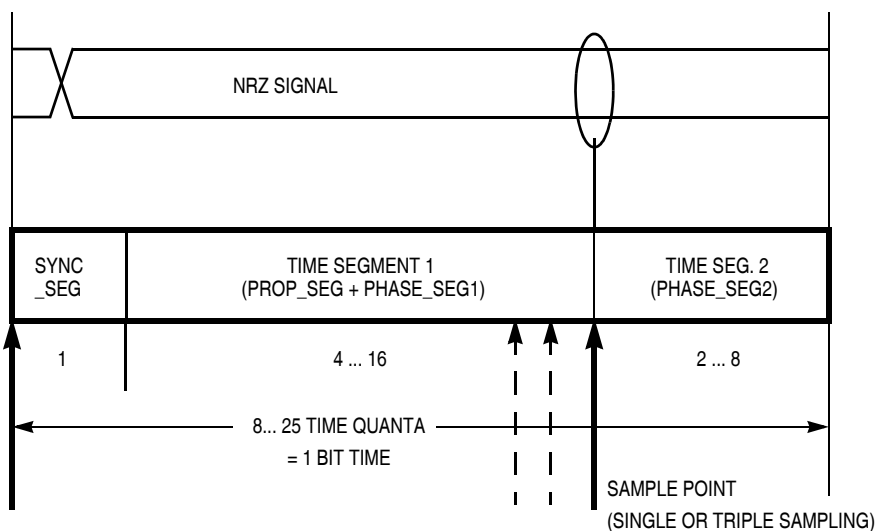 NRZ SIGNAL
SYNC
_SEG
TIME SEGMENT 1
(PROP_SEG + PHASE_SEG1)
TIME SEG. 2
(PHASE_SEG2)
1
4 ... 16
2 ... 8
8... 25 TIME QUANTA
= 1 BIT TIME
SAMPLE POINT
(SINGLE OR TRIPLE SAMPLING)